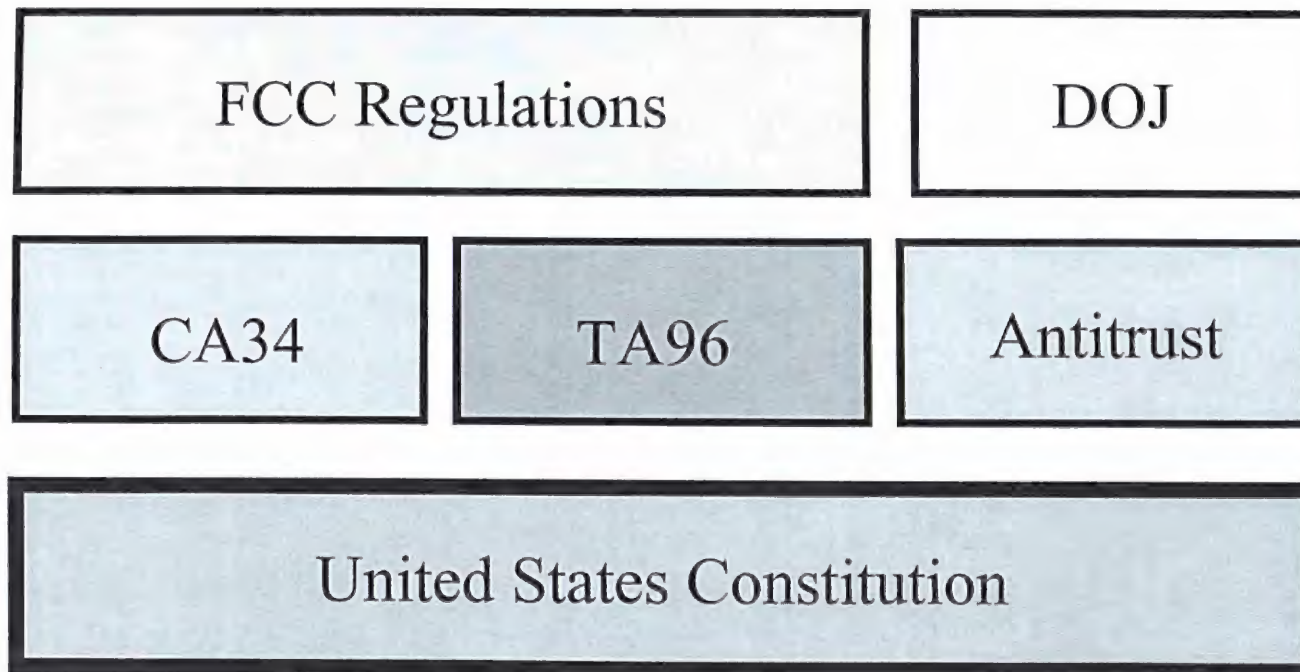 FCC Regulations
DOJ
CA34
TA96
Antitrust
United States Constitution